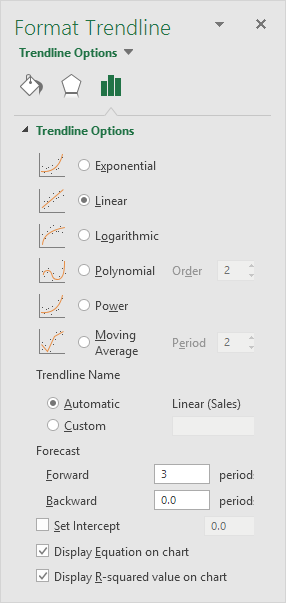 Format Trendline
Trendline Options
Trendline Options
Exponential
Linear
Logarithmic
Polynomial Order 2
Power
Moving Average Period 2
Trendline Name
Automatic Linear (Sales)
Custom
Forecast
Forward 3 period
Backward 0.0 period
Set Intercept 0.0
Display Equation on chart
Display R-squared value on chart